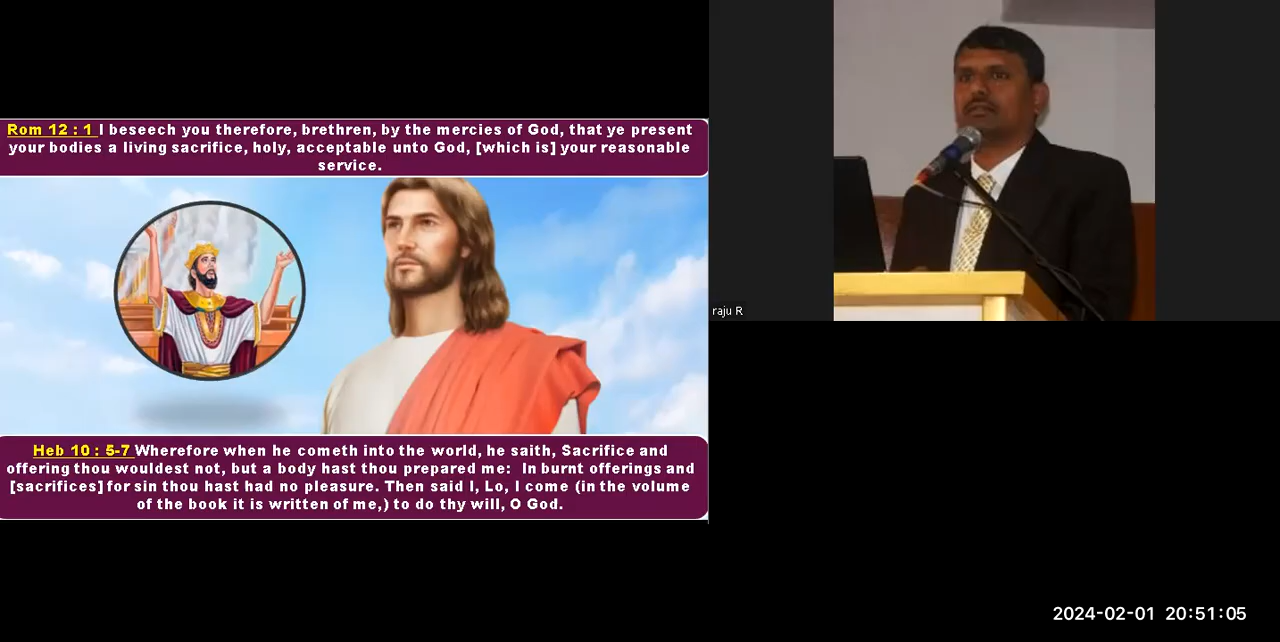 Rom 12 : 1 I beseech you therefore, brethren, by the mercies of God, that ye present
your bodies a living sacrifice, holy, acceptable unto God, [which is] your reasonable
service.
Heb 10 : 5-7 Wherefore when he cometh into the world, he saith, Sacrifice and
offering thou wouldest not, but a body hast thou prepared me: In burnt offerings and
[sacrifices] for sin thou hast had no pleasure. Then said I, Lo, I come (in the volume
of the book it is written of me,) to do thy will, O God.
raju R
2024-02-01 20:51:05